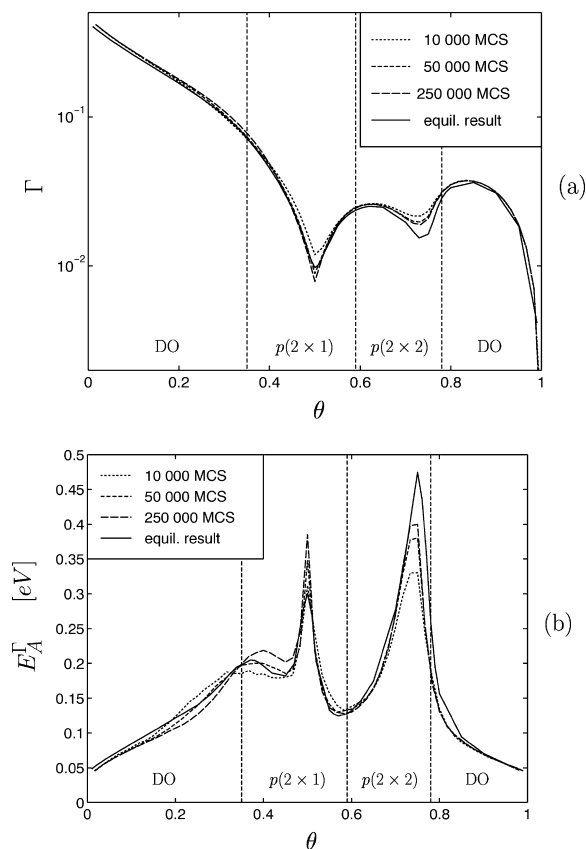 10 000 MCS
50 000 MCS
250 000 MCS
equil. result
10⁻¹
10⁻²
Γ
(a)
DO
p(2 × 1)
p(2 × 2)
DO
0 0.2 0.4 0.6 0.8 1
θ
0.5
0.45
0.4
0.35
0.3
0.25
0.2
0.15
0.1
0.05
0
10 000 MCS
50 000 MCS
250 000 MCS
equil. result
E_A^Γ [eV]
(b)
DO
p(2 × 1)
p(2 × 2)
DO
0 0.2 0.4 0.6 0.8 1
θ